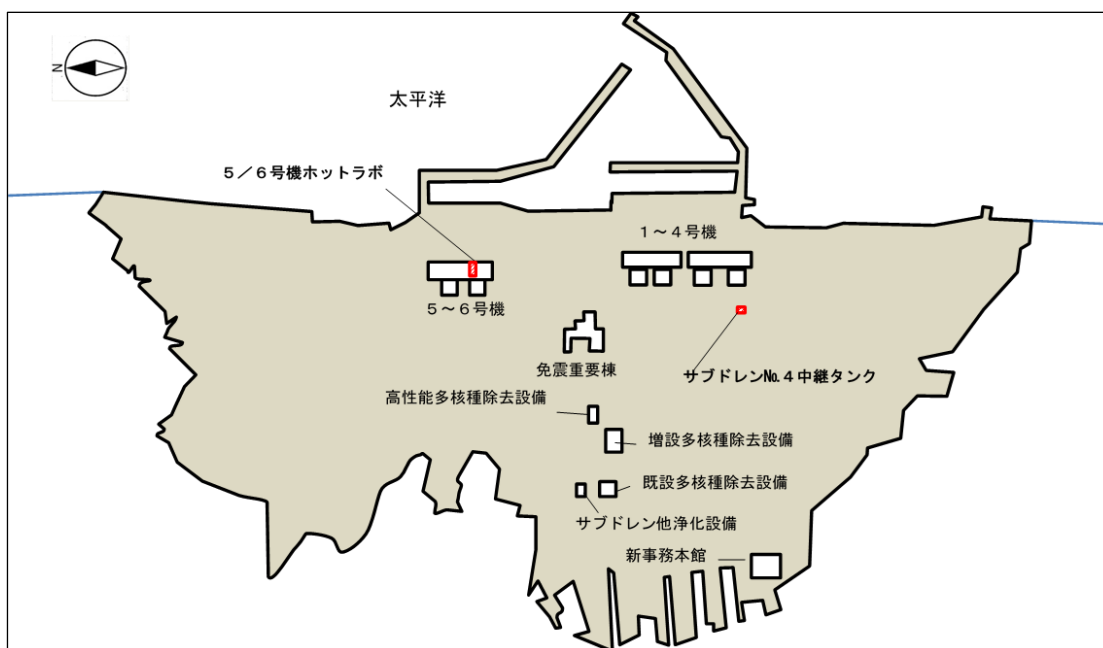 N
太平洋
５／６号機ホットラボ
１～４号機
５～６号機
免震重要棟
サブドレン№４中継タンク
高性能多核種除去設備
増設多核種除去設備
既設多核種除去設備
サブドレン他浄化設備
新事務本館